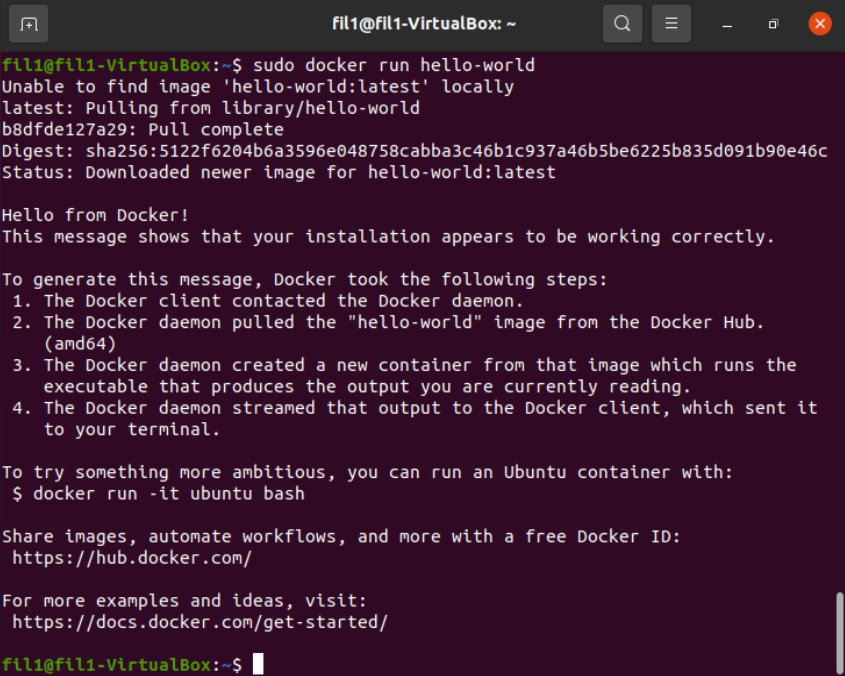 fil1@fil1-VirtualBox: ~
fil1@fil1-VirtualBox:~$ sudo docker run hello-world
Unable to find image 'hello-world:latest' locally
latest: Pulling from library/hello-world
b8dfde127a29: Pull complete
Digest: sha256:5122f6204b6a3596e048758cabba3c46b1c937a46b5be6225b835d091b90e46c
Status: Downloaded newer image for hello-world:latest

Hello from Docker!
This message shows that your installation appears to be working correctly.

To generate this message, Docker took the following steps:
 1. The Docker client contacted the Docker daemon.
 2. The Docker daemon pulled the "hello-world" image from the Docker Hub.
    (amd64)
 3. The Docker daemon created a new container from that image which runs the
    executable that produces the output you are currently reading.
 4. The Docker daemon streamed that output to the Docker client, which sent it
    to your terminal.

To try something more ambitious, you can run an Ubuntu container with:
 $ docker run -it ubuntu bash

Share images, automate workflows, and more with a free Docker ID:
 https://hub.docker.com/

For more examples and ideas, visit:
 https://docs.docker.com/get-started/

fil1@fil1-VirtualBox:~$